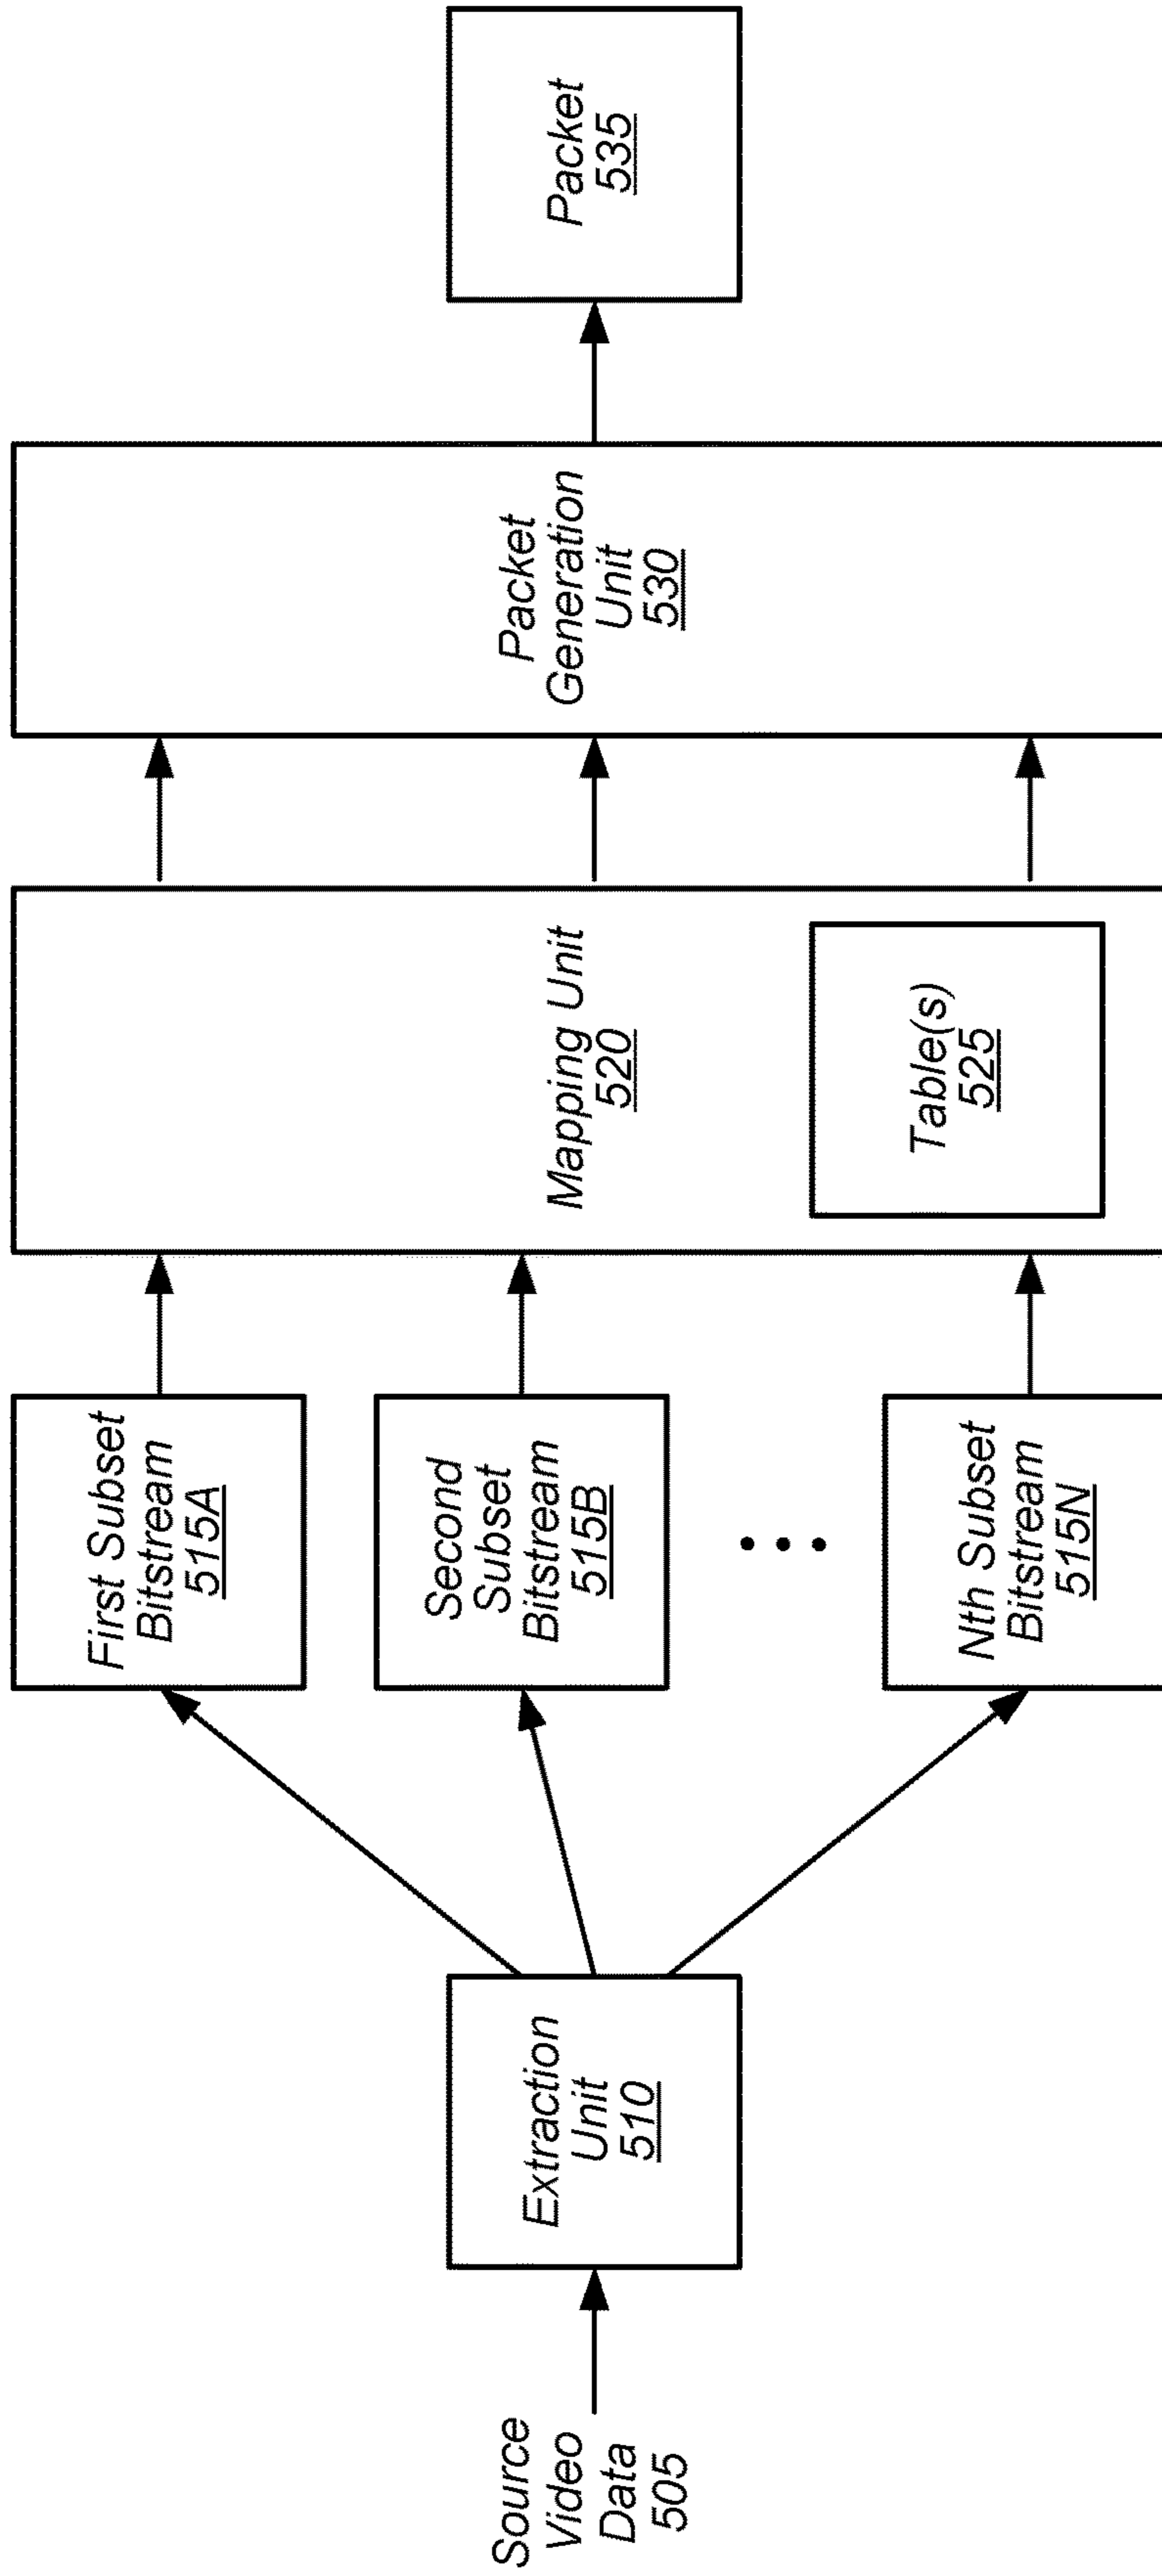 Source
Video
Data
505
Extraction
Unit
510
First Subset
Bitstream
515A
Second
Subset
Bitstream
515B
Nth Subset
Bitstream
515N
Mapping Unit
520
Table(s)
525
Packet
Generation
Unit
530
Packet
535